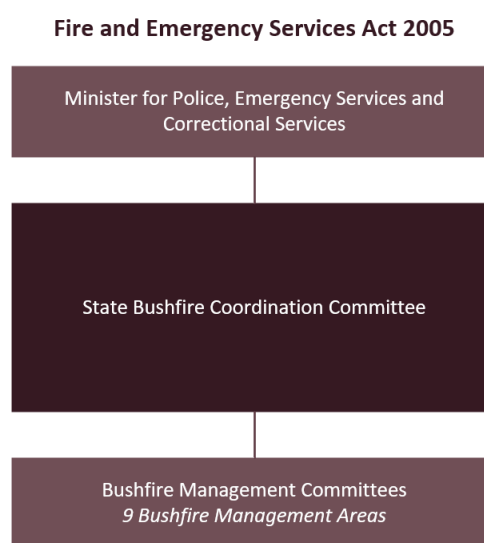 Fire and Emergency Services Act 2005
Minister for Police, Emergency Services and
Correctional Services
State Bushfire Coordination Committee
Bushfire Management Committees
9 Bushfire Management Areas